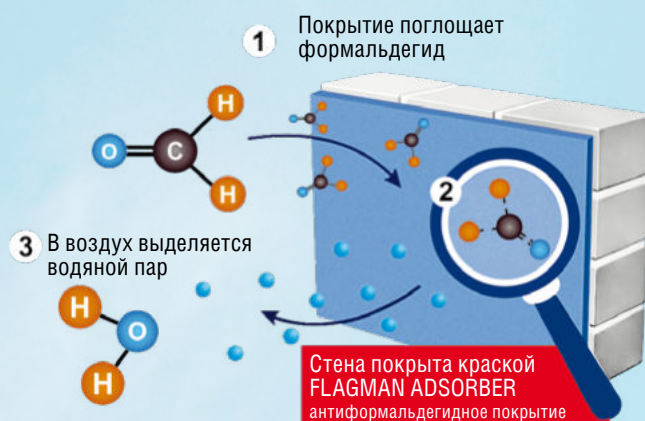 1
Покрытие поглощает
формальдегид
H
O
C
H
2
3
В воздух выделяется
водяной пар
H
O
H
Стена покрыта краской
FLAGMAN ADSORBER
антиформальдегидное покрытие